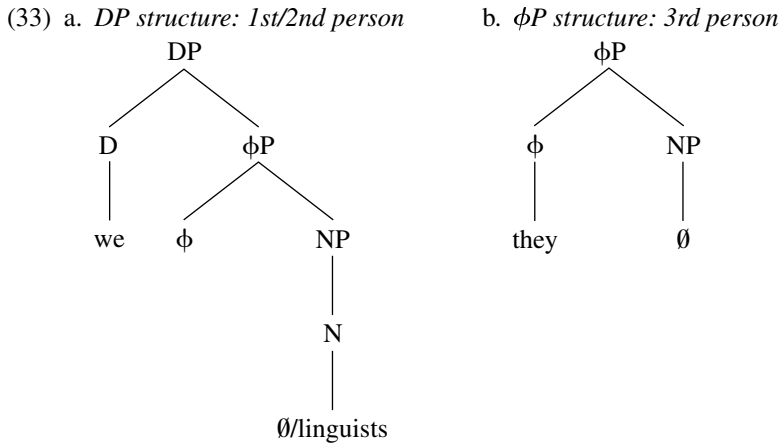 (33) a. DP structure: 1st/2nd person b. ϕP structure: 3rd person
DP ϕP
D ϕP ϕ NP
we ϕ NP they Ø
N
Ø/linguists